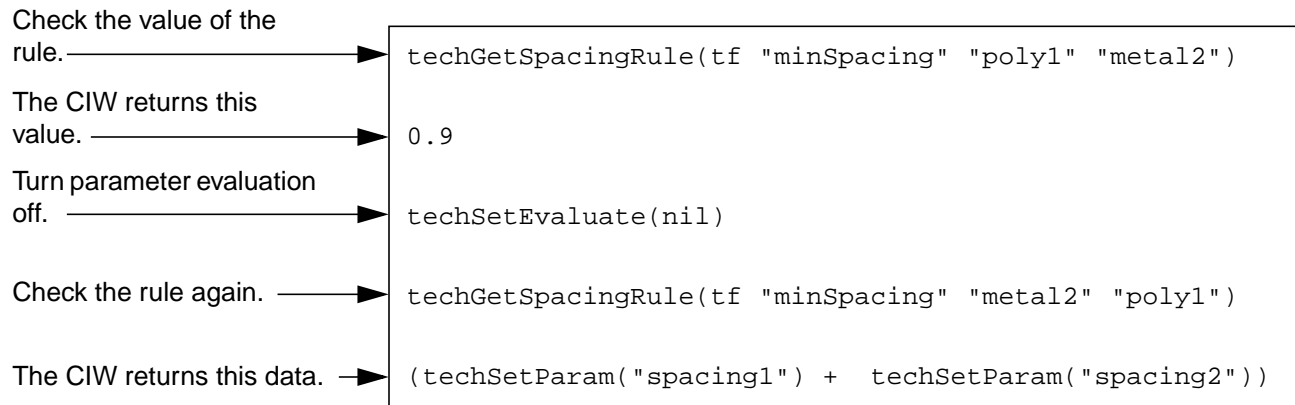 Check the value of the
rule.
techGetSpacingRule(tf "minSpacing" "poly1" "metal2")
The CIW returns this
value.
0.9
Turn parameter evaluation
off.
techSetEvaluate(nil)
Check the rule again.
techGetSpacingRule(tf "minSpacing" "metal2" "poly1")
The CIW returns this data.
(techSetParam("spacing1") +  techSetParam("spacing2"))